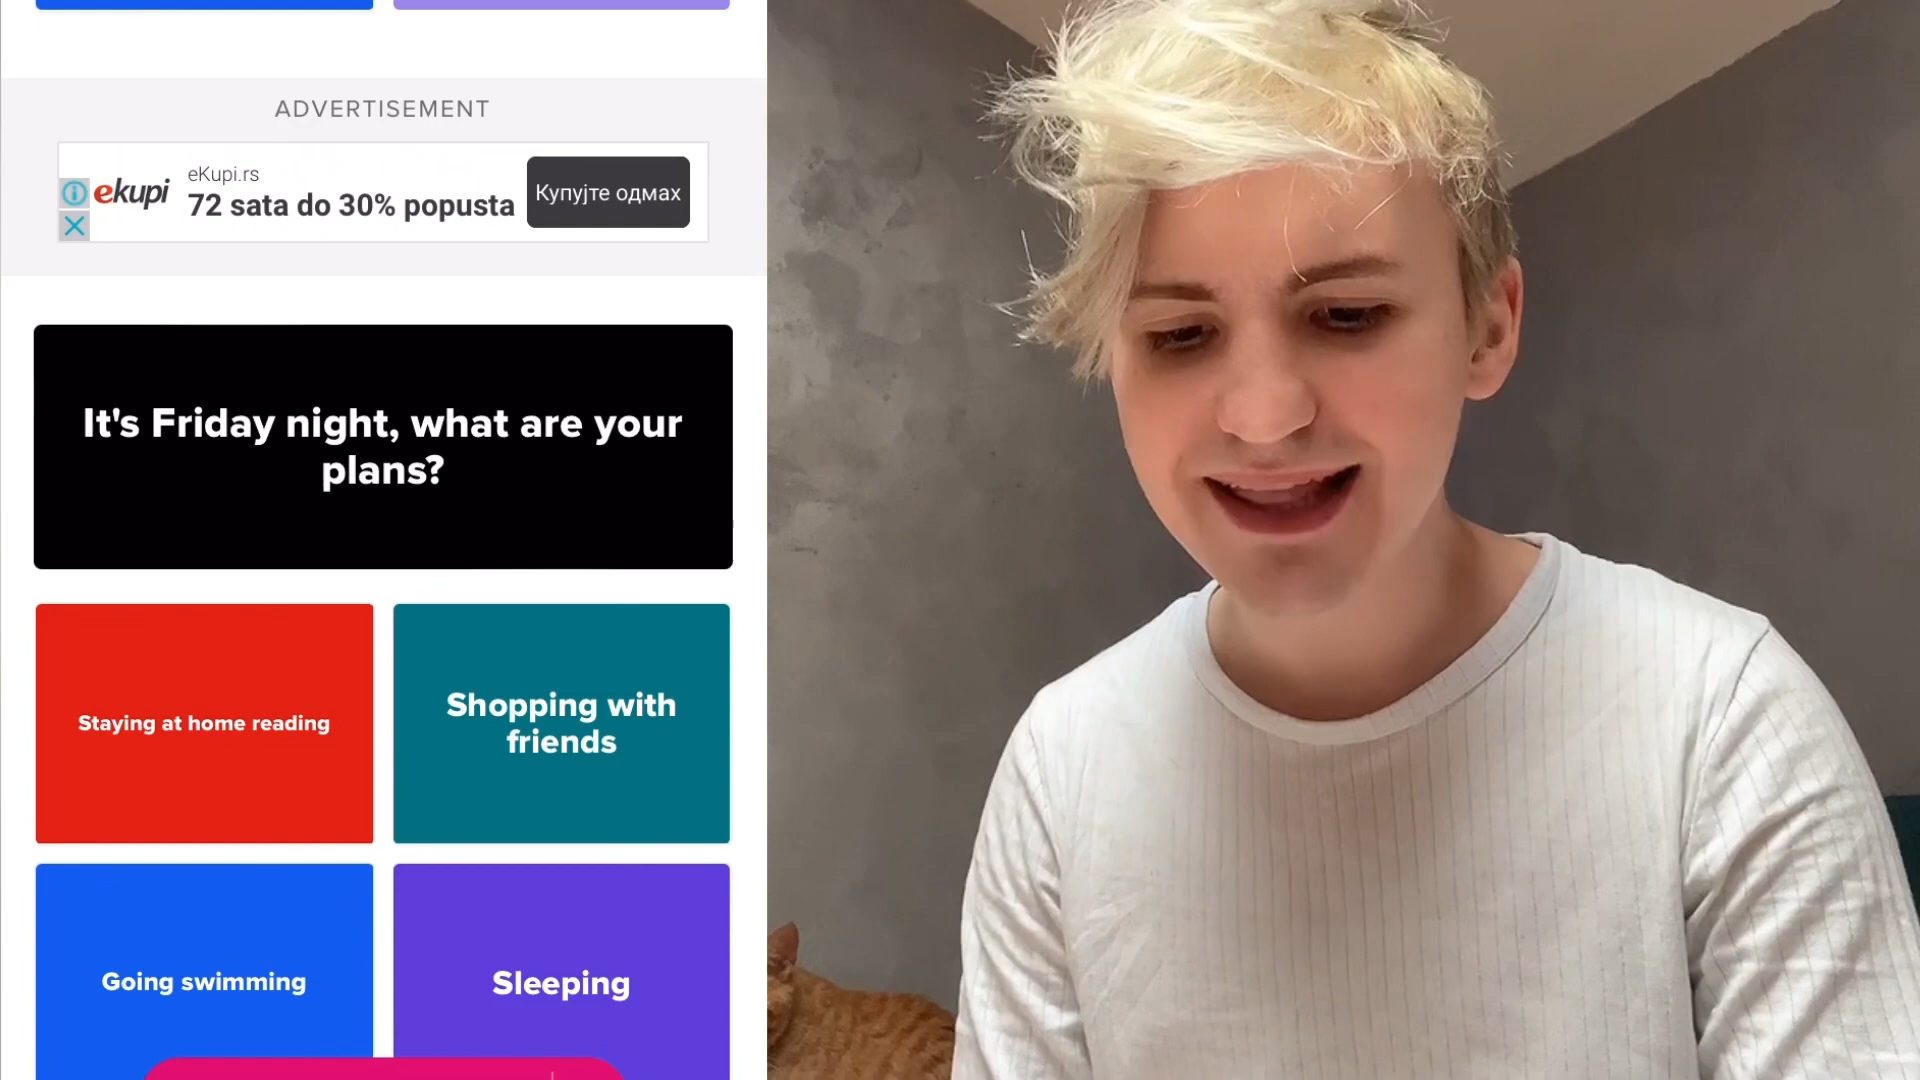 ADVERTISEMENT
ekupi
eKupi.rs
72 sata do 30% popusta
Купујте одмах
It's Friday night, what are your
plans?
Staying at home reading
Shopping with
friends
Going swimming
Sleeping